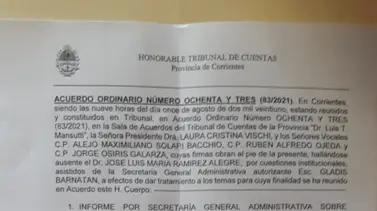 HONORABLE TRIBUNAL DE CUENTAS
Provincia de Corrientes
ACUERDO ORDINARIO NÚMERO OCHENTA Y TRES (83/2021). En Corrientes,
siendo las nueve horas del día once de agosto de dos mil veintiuno, estando reunidos
y constituidos en Tribunal, en Acuerdo Ordinario Número OCHENTA Y TRES
(83/2021), en la Sala de Acuerdos del Tribunal de Cuentas de la Provincia "Dr. Luis T.
Mansutti", la Señora Presidente Dra. LAURA CRISTINA VISCHI, y los Señores Vocales
C.P. ALEJO MAXIMILIANO SOLARI BACCHIO, C.P. RUBEN ALFREDO OJEDA y
C.P JORGE OSIRIS GALARZA, cuyas firmas obran al pie de la presente, hallándose
ausente el Dr. JOSE LUIS MARIA RAMIREZ ALEGRE, por cuestiones institucionales,
asistidos de la Secretaría General Administrativa autorizante Esc. GLADIS
BARNATAN, a efectos de dar tratamiento a los temas para cuya finalidad se ha reunido
en Acuerdo este H. Cuerpo:
1. INFORME POR SECRETARÍA GENERAL ADMINISTRATIVA SOBRE